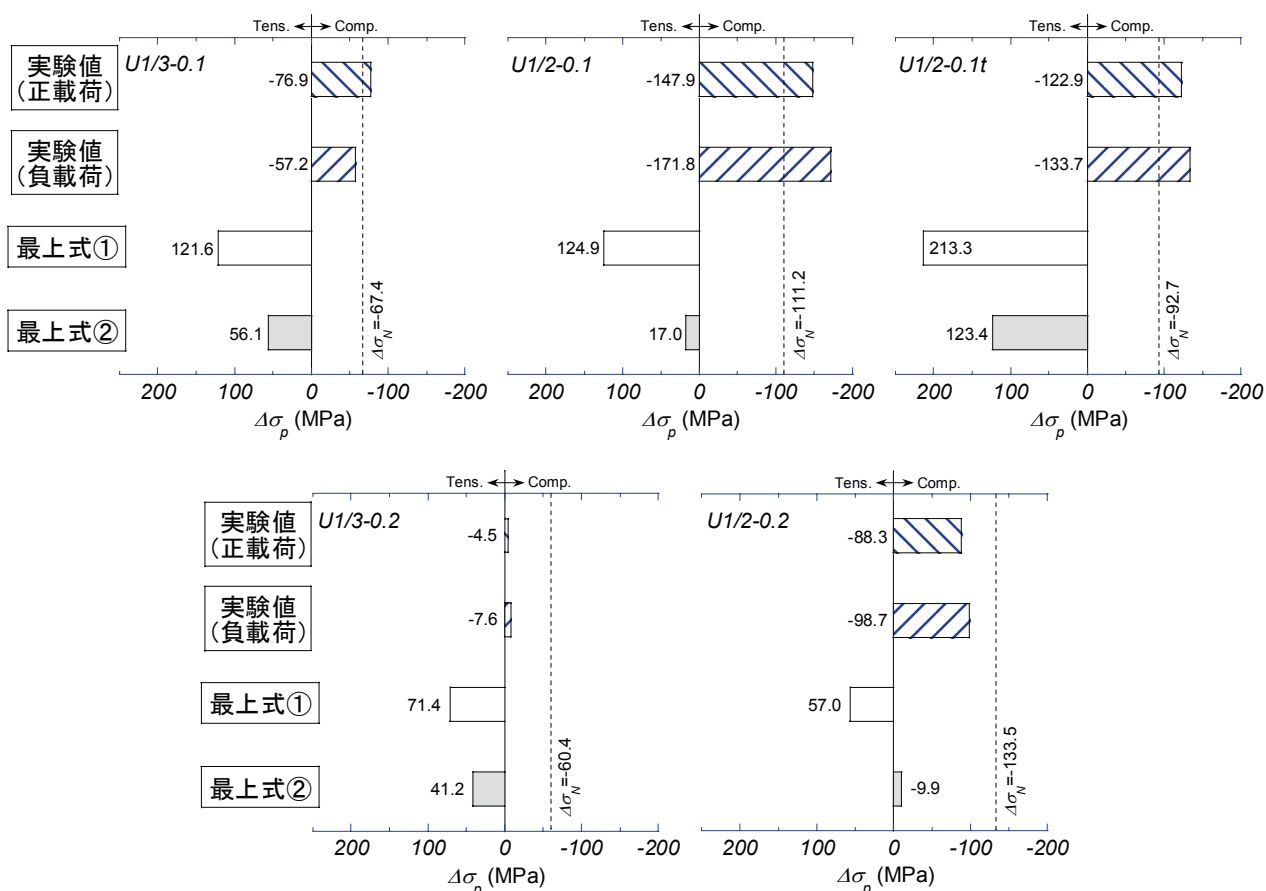 Tens. Comp.
U1/3-0.1
実験値
(正載荷)
-76.9
実験値
(負載荷)
-57.2
最上式①
121.6
最上式②
56.1
Δσ_N=-67.4
200 100 0 -100 -200
Δσ_p (MPa)
Tens. Comp.
U1/2-0.1
-147.9
-171.8
124.9
17.0
Δσ_N=-111.2
200 100 0 -100 -200
Δσ_p (MPa)
Tens. Comp.
U1/2-0.1t
-122.9
-133.7
213.3
123.4
Δσ_N=-92.7
200 100 0 -100 -200
Δσ_p (MPa)
Tens. Comp.
U1/3-0.2
実験値
(正載荷)
-4.5
実験値
(負載荷)
-7.6
最上式①
71.4
最上式②
41.2
Δσ_N=-60.4
200 100 0 -100 -200
Δσ_p (MPa)
Tens. Comp.
U1/2-0.2
-88.3
-98.7
57.0
-9.9
Δσ_N=-133.5
200 100 0 -100 -200
Δσ_p (MPa)